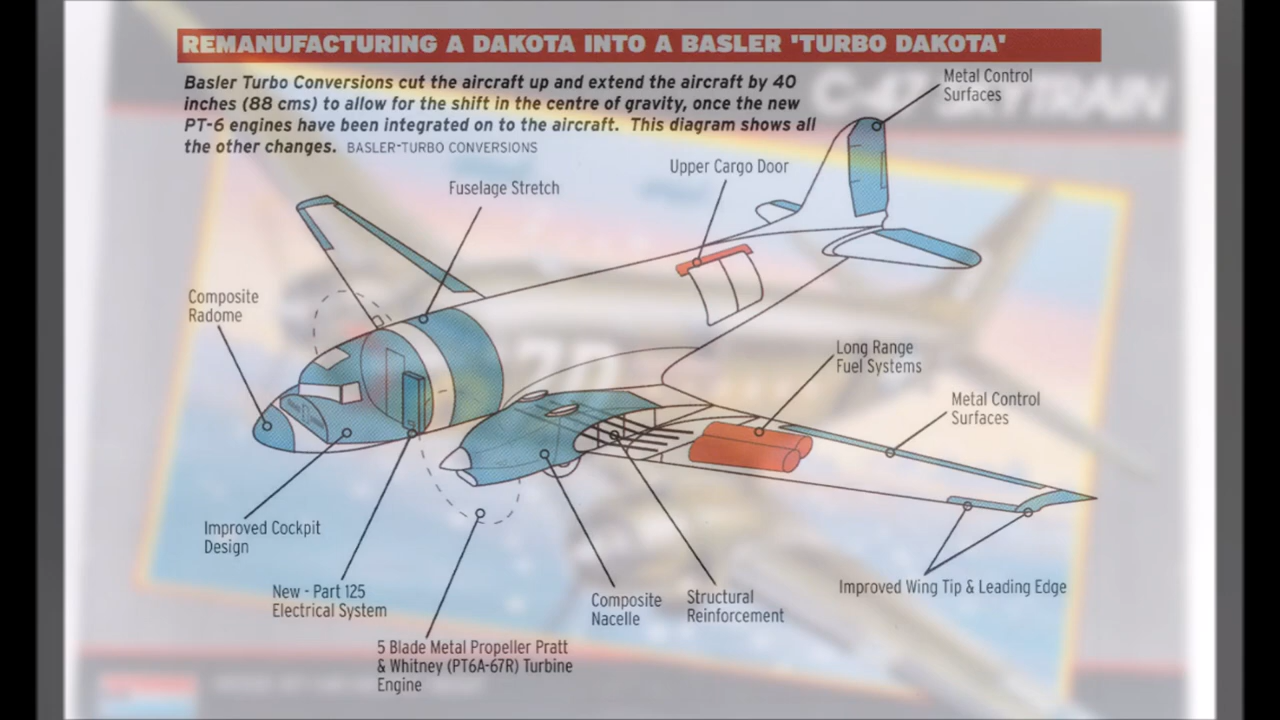 REMANUFACTURING A DAKOTA INTO A BASLER 'TURBO DAKOTA'
Basler Turbo Conversions cut the aircraft up and extend the aircraft by 40
inches (88 cms) to allow for the shift in the centre of gravity, once the new
PT-6 engines have been integrated on to the aircraft. This diagram shows all
the other changes. BASLER-TURBO CONVERSIONS
C-47 SKYTRAIN
Metal Control
Surfaces
Upper Cargo Door
Fuselage Stretch
Composite
Radome
Long Range
Fuel Systems
Metal Control
Surfaces
Improved Cockpit
Design
New - Part 125
Electrical System
Composite
Nacelle
Structural
Reinforcement
Improved Wing Tip & Leading Edge
5 Blade Metal Propeller Pratt
& Whitney (PT6A-67R) Turbine
Engine